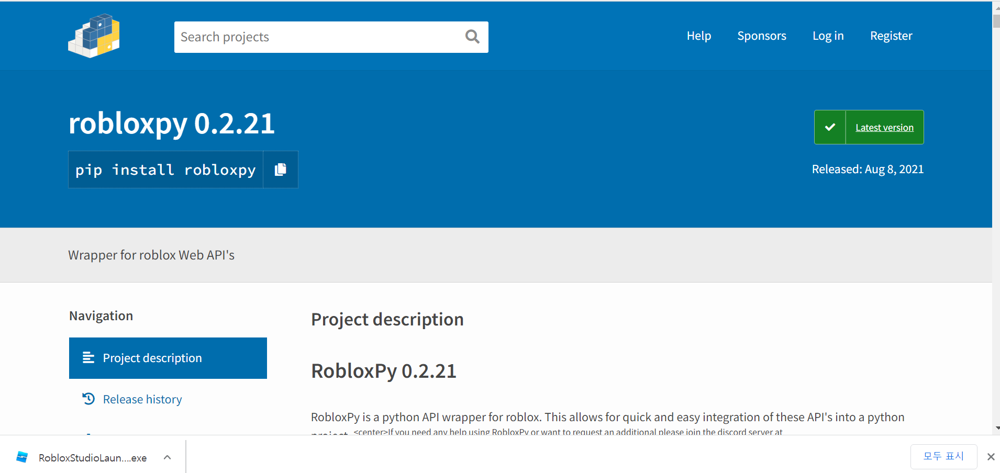 Search projects
Help
Sponsors
Log in
Register
robloxpy 0.2.21
Latest version
pip install robloxpy
Released: Aug 8, 2021
Wrapper for roblox Web API's
Navigation
Project description
Project description
RobloxPy 0.2.21
Release history
RobloxPy is a python API wrapper for roblox. This allows for quick and easy integration of these API's into a python
project. <center>If you need any help using RobloxPy or want to request an additional please join the discord server at
RobloxStudioLaun....exe
모두 표시